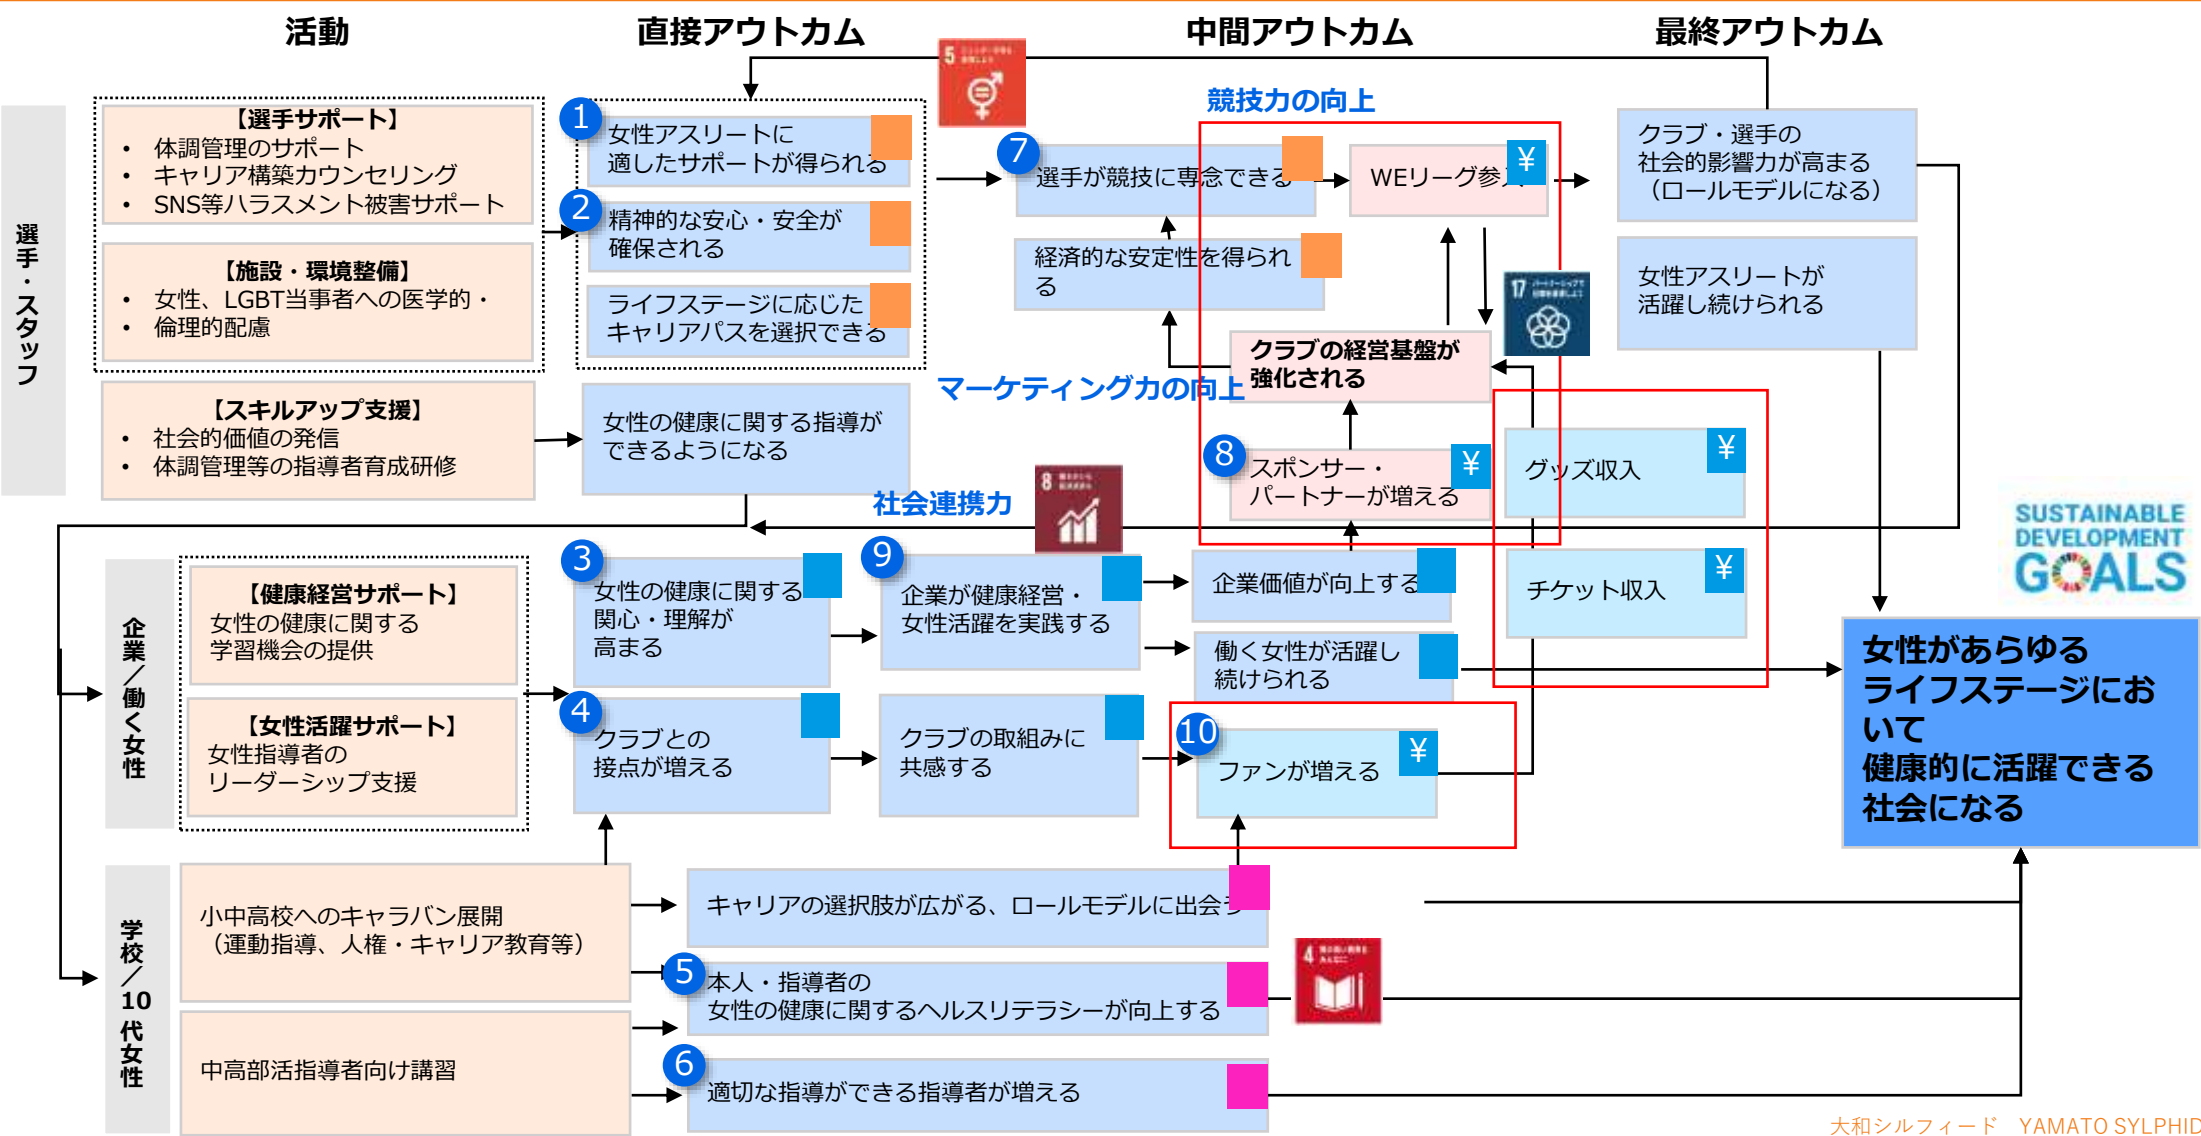 活動
直接アウトカム
中間アウトカム
最終アウトカム
選手・スタッフ
【選手サポート】
• 体調管理のサポート
• キャリア構築カウンセリング
• SNS等ハラスメント被害サポート
【施設・環境整備】
• 女性、LGBT当事者への医学的・
• 倫理的配慮
【スキルアップ支援】
• 社会的価値の発信
• 体調管理等の指導者育成研修
1
女性アスリートに
適したサポートが得られる
2
精神的な安心・安全が
確保される
ライフステージに応じた
キャリアパスを選択できる
女性の健康に関する指導が
できるようになる
5
競技力の向上
7
選手が競技に専念できる
WEリーグ参入
¥
経済的な安定性を得られ
る
17
クラブの経営基盤が
強化される
マーケティング力の向上
8
スポンサー・
パートナーが増える
¥
グッズ収入
¥
チケット収入
¥
クラブ・選手の
社会的影響力が高まる
（ロールモデルになる）
女性アスリートが
活躍し続けられる
社会連携力
8
SUSTAINABLE
DEVELOPMENT
GOALS
企業／働く女性
【健康経営サポート】
女性の健康に関する
学習機会の提供
【女性活躍サポート】
女性指導者の
リーダーシップ支援
3
女性の健康に関する
関心・理解が
高まる
4
クラブとの
接点が増える
9
企業が健康経営・
女性活躍を実践する
クラブの取組みに
共感する
企業価値が向上する
働く女性が活躍し
続けられる
10
ファンが増える
¥
女性があらゆる
ライフステージにお
いて
健康的に活躍できる
社会になる
学校／10代女性
小中高校へのキャラバン展開
（運動指導、人権・キャリア教育等）
中高部活指導者向け講習
キャリアの選択肢が広がる、ロールモデルに出会う
5
本人・指導者の
女性の健康に関するヘルスリテラシーが向上する
6
適切な指導ができる指導者が増える
4
大和シルフィード YAMATO SYLPHID